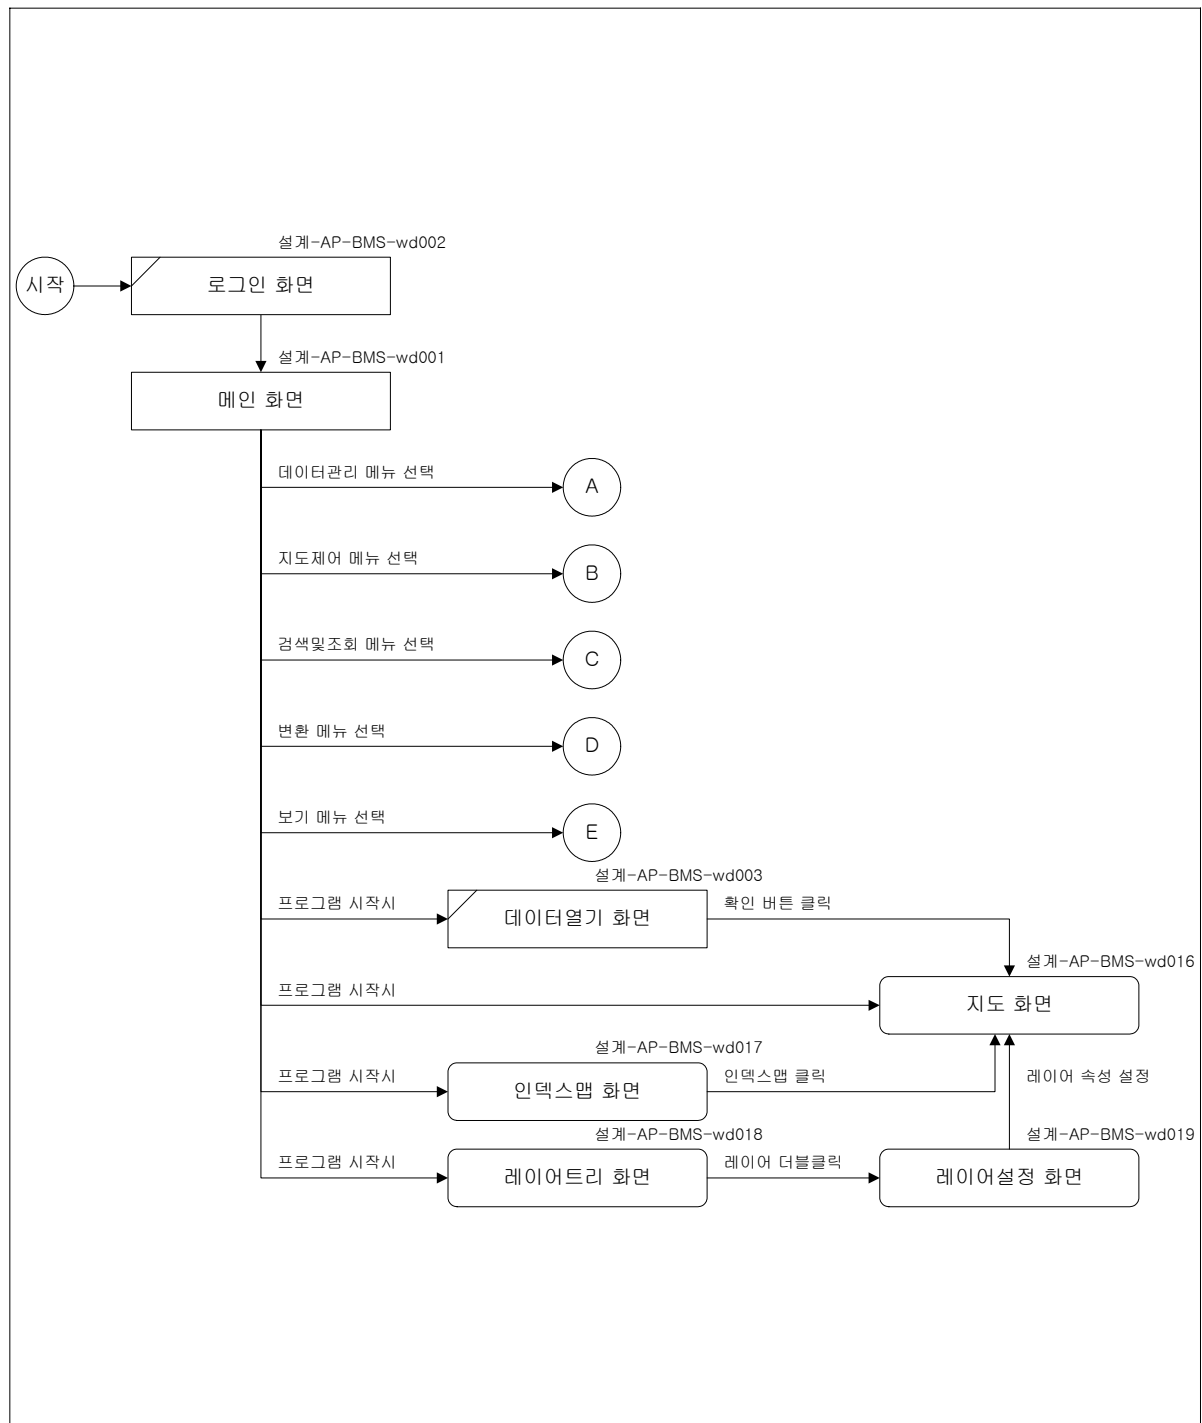 설계-AP-BMS-wd002
시작
로그인 화면
설계-AP-BMS-wd001
메인 화면
데이터관리 메뉴 선택
A
지도제어 메뉴 선택
B
검색및조회 메뉴 선택
C
변환 메뉴 선택
D
보기 메뉴 선택
E
설계-AP-BMS-wd003
프로그램 시작시
데이터열기 화면
확인 버튼 클릭
설계-AP-BMS-wd016
프로그램 시작시
지도 화면
설계-AP-BMS-wd017
프로그램 시작시
인덱스맵 화면
인덱스맵 클릭
레이어 속성 설정
설계-AP-BMS-wd018
설계-AP-BMS-wd019
프로그램 시작시
레이어트리 화면
레이어 더블클릭
레이어설정 화면